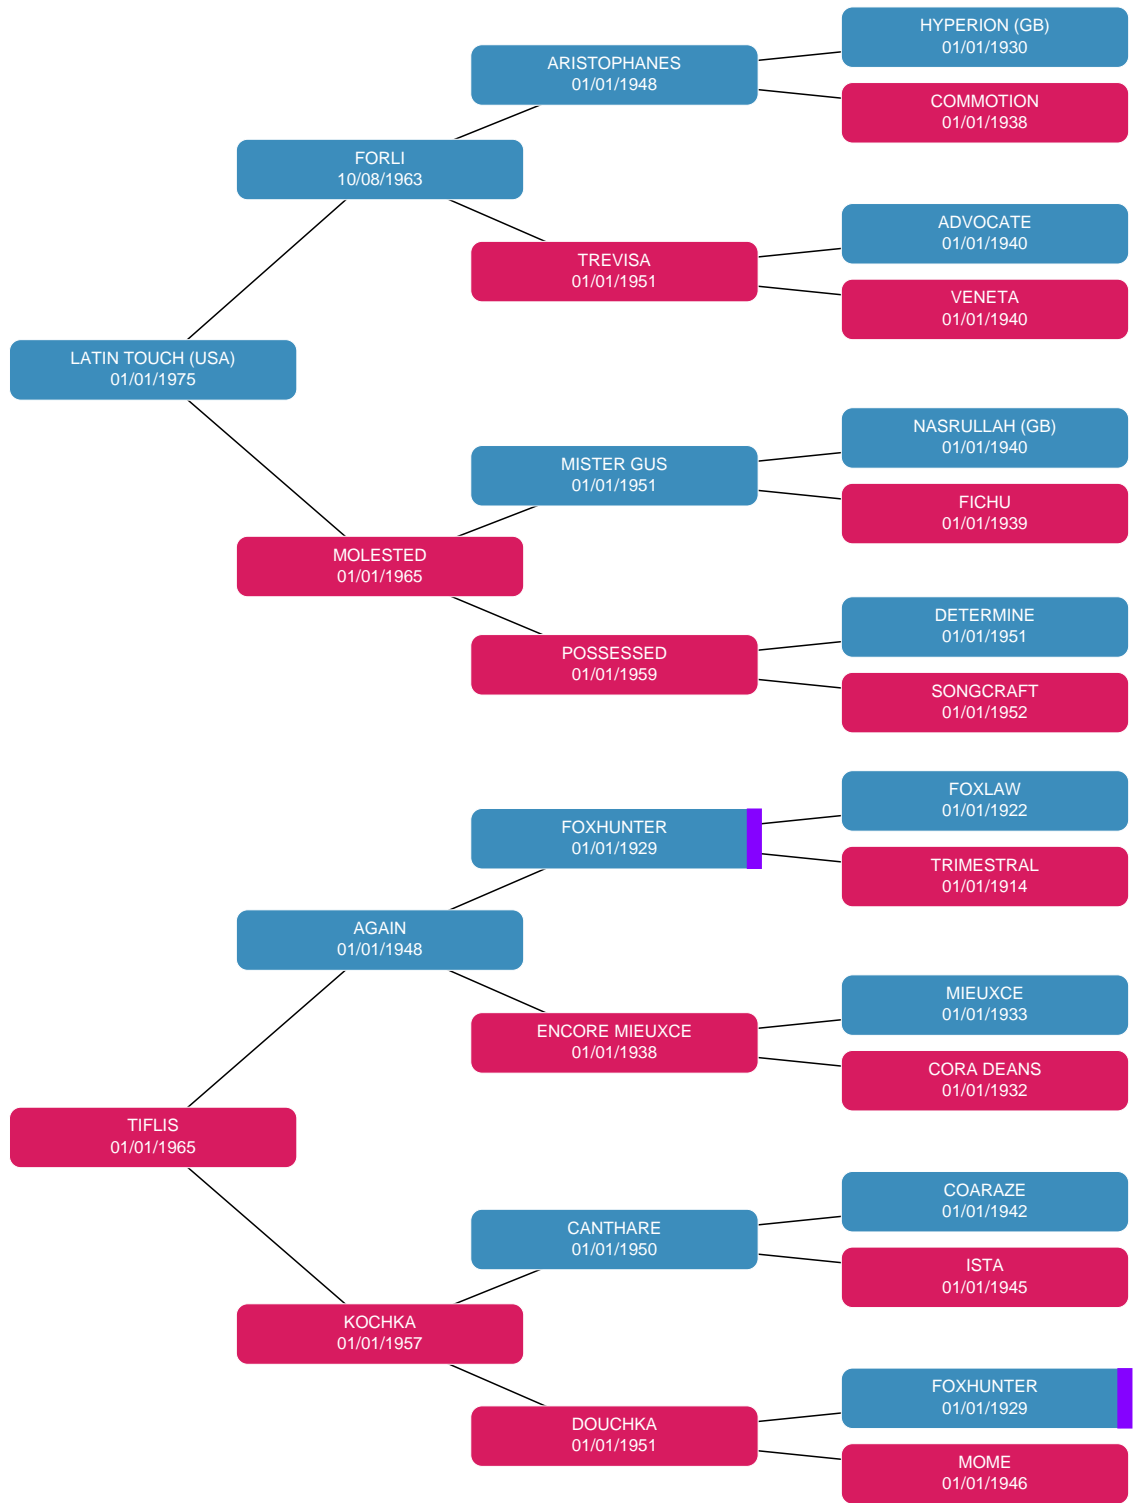 HYPERION (GB)
01/01/1930
ARISTOPHANES
01/01/1948
COMMOTION
01/01/1938
FORLI
10/08/1963
ADVOCATE
01/01/1940
TREVISA
01/01/1951
VENETA
01/01/1940
LATIN TOUCH (USA)
01/01/1975
NASRULLAH (GB)
01/01/1940
MISTER GUS
01/01/1951
FICHU
01/01/1939
MOLESTED
01/01/1965
DETERMINE
01/01/1951
POSSESSED
01/01/1959
SONGCRAFT
01/01/1952
FOXLAW
01/01/1922
FOXHUNTER
01/01/1929
TRIMESTRAL
01/01/1914
AGAIN
01/01/1948
MIEUXCE
01/01/1933
ENCORE MIEUXCE
01/01/1938
CORA DEANS
01/01/1932
TIFLIS
01/01/1965
COARAZE
01/01/1942
CANTHARE
01/01/1950
ISTA
01/01/1945
KOCHKA
01/01/1957
FOXHUNTER
01/01/1929
DOUCHKA
01/01/1951
MOME
01/01/1946